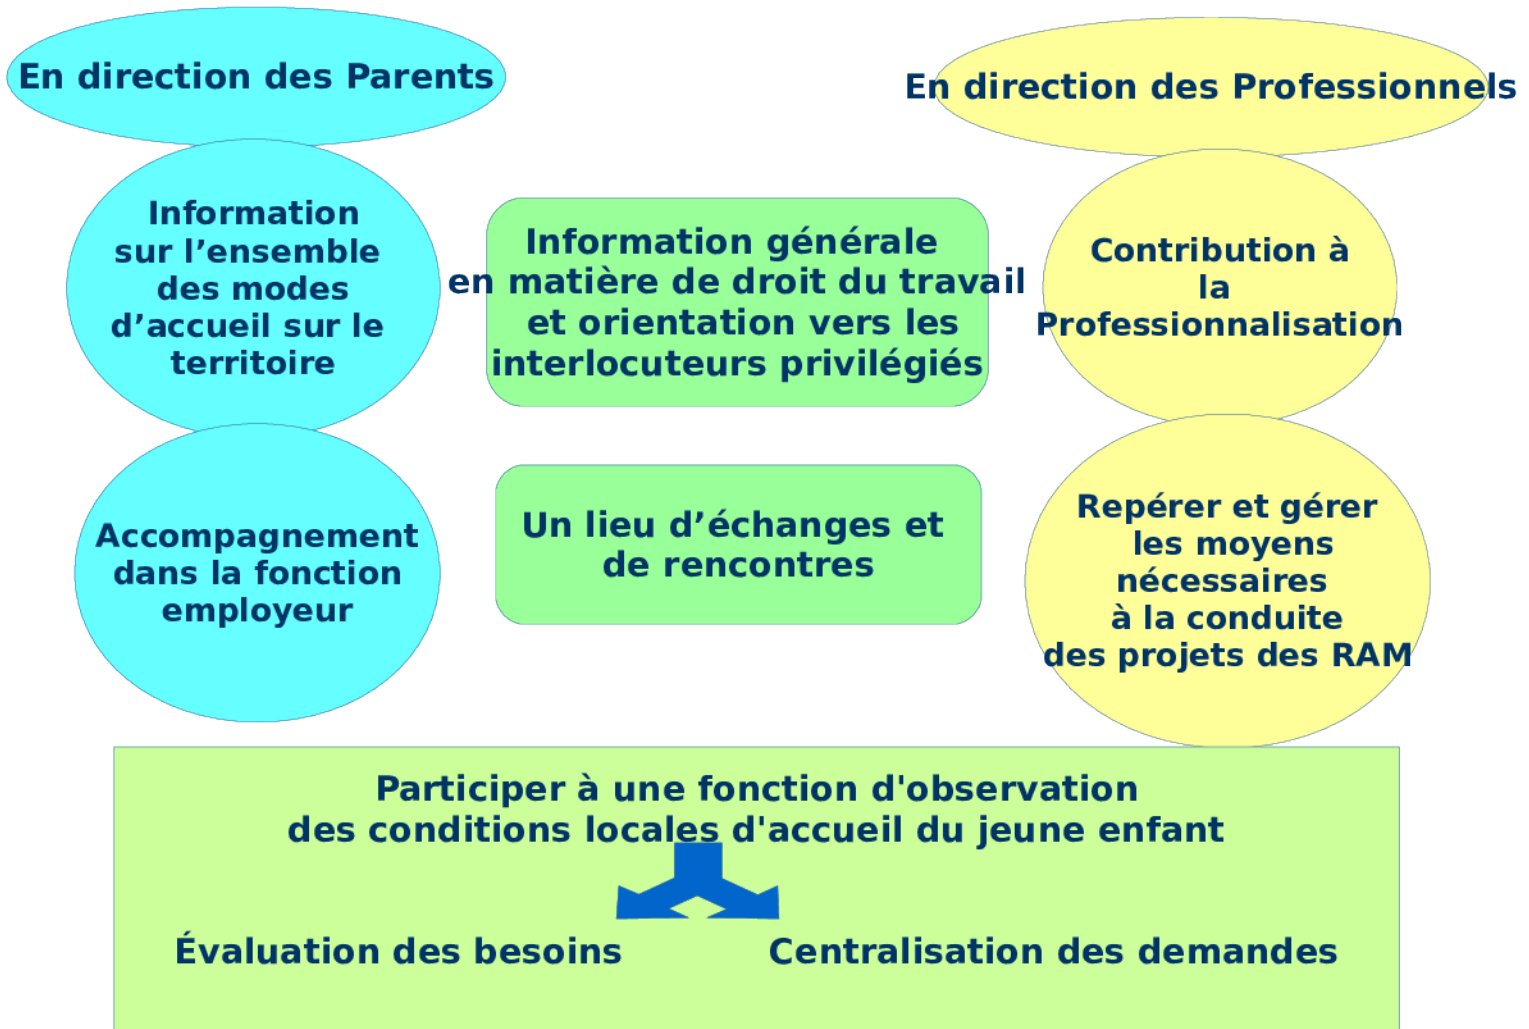 En direction des Parents
En direction des Professionnels
Information
sur l’ensemble
des modes
d’accueil sur le
territoire
Information générale
en matière de droit du travail
et orientation vers les
interlocuteurs privilégiés
Contribution à
la
Professionnalisation
Accompagnement
dans la fonction
employeur
Un lieu d’échanges et
de rencontres
Repérer et gérer
les moyens
nécessaires
à la conduite
des projets des RAM
Participer à une fonction d'observation
des conditions locales d'accueil du jeune enfant
Évaluation des besoins
Centralisation des demandes